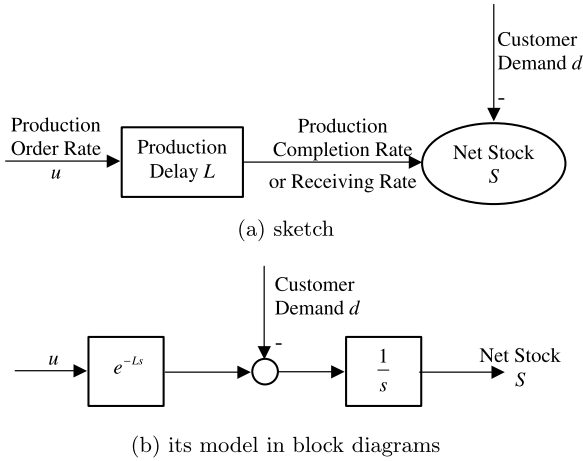 Customer
Demand d
-
Production
Order Rate
u
Production
Delay L
Production
Completion Rate
or Receiving Rate
Net Stock
S
(a) sketch
Customer
Demand d
-
u
e^{-Ls}
1
s
Net Stock
S
(b) its model in block diagrams